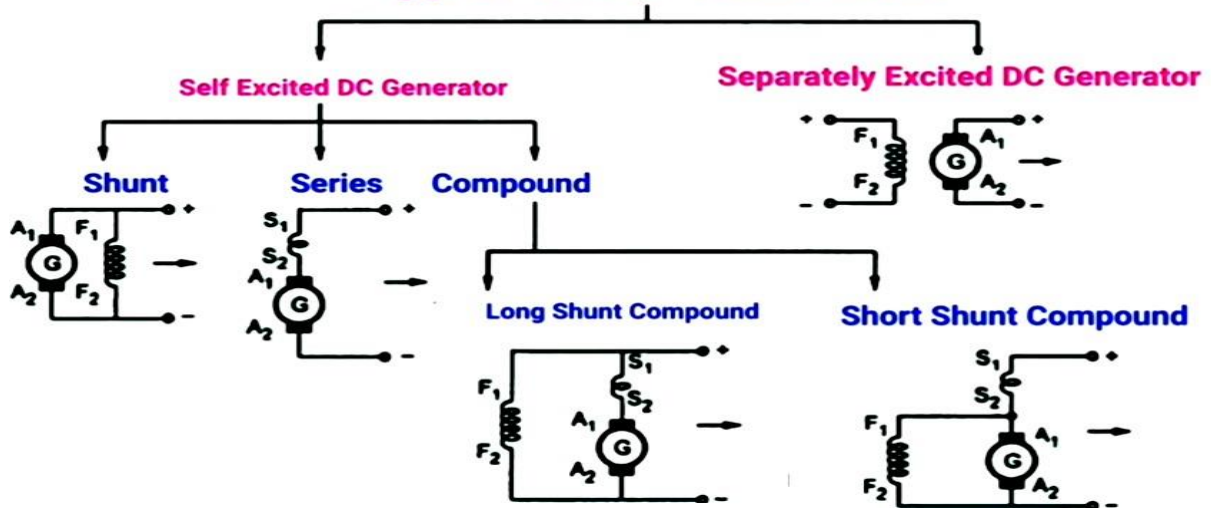 Self Excited DC Generator
Separately Excited DC Generator
+ F₁ A₁ +
G
- F₂ A₂ -
Shunt Series Compound
A₁ F₁ +
G
A₂ F₂ -
S₁ +
S₂
A₁
G
A₂
-
Long Shunt Compound
Short Shunt Compound
+
S₁
F₁ S₂
A₁
G
F₂ A₂
-
S₁ +
S₂
F₁ A₁
G
F₂ A₂
-